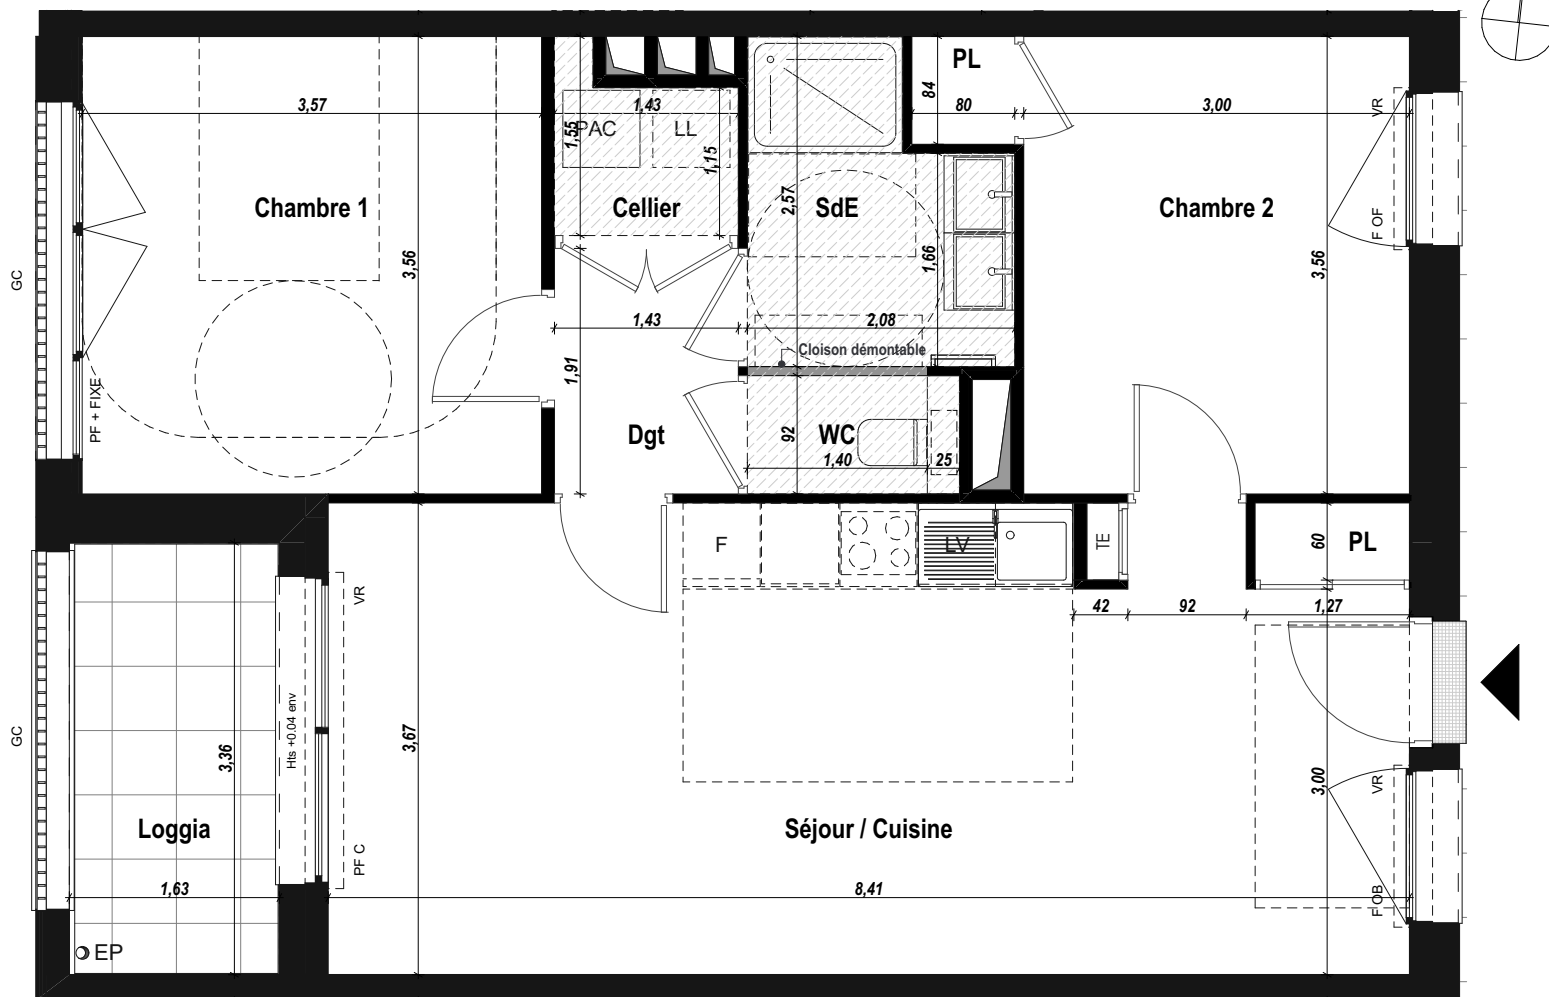 PL
84
80
3,57
1,43
3,00
VR
PAC
LL
1,55
1,15
Chambre 1
Cellier
2,57
SdE
Chambre 2
F OF
GC
3,56
1,66
3,56
1,43
2,08
Cloison démontable
1,91
PF + FIXE
Dgt
92
WC
1,40
25
F
LV
TE
60
PL
VR
42
92
1,27
Hts +0.04 env
GC
3,67
3,36
3,00
VR
Loggia
Séjour / Cuisine
PF C
1,63
8,41
F OB
EP